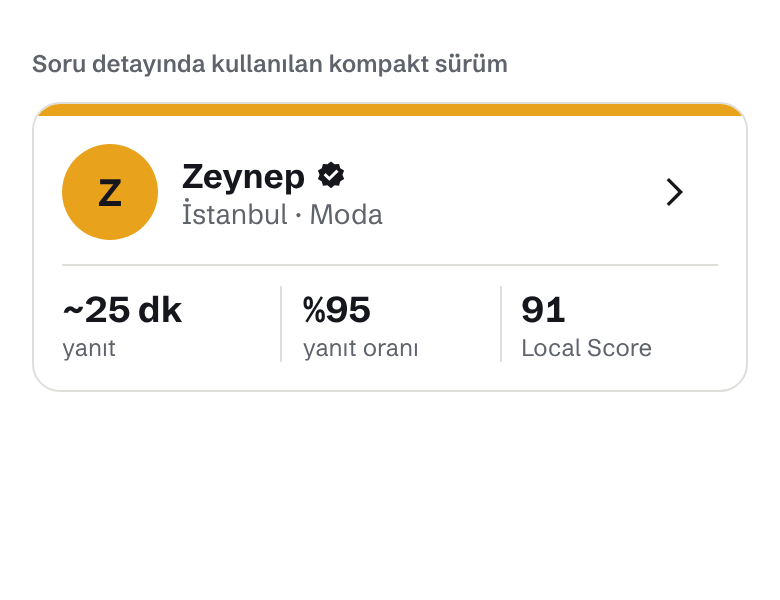 Soru detayında kullanılan kompakt sürüm
Z
Zeynep
İstanbul · Moda
~25 dk
yanıt
%95
yanıt oranı
91
Local Score